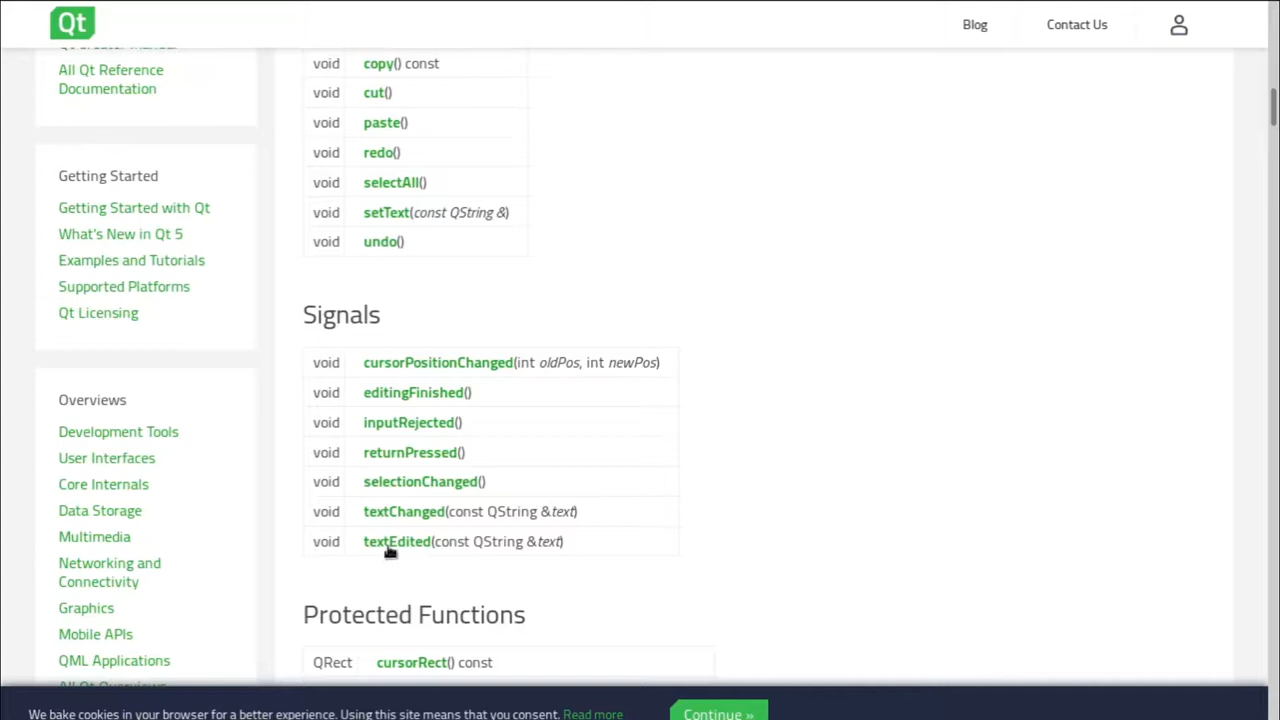 Qt
Blog
Contact Us
All Qt Reference
Documentation
Getting Started
Getting Started with Qt
What's New in Qt 5
Examples and Tutorials
Supported Platforms
Qt Licensing
Overviews
Development Tools
User Interfaces
Core Internals
Data Storage
Multimedia
Networking and
Connectivity
Graphics
Mobile APIs
QML Applications
All Qt Overviews
void copy() const
void cut()
void paste()
void redo()
void selectAll()
void setText(const QString &)
void undo()
Signals
void cursorPositionChanged(int oldPos, int newPos)
void editingFinished()
void inputRejected()
void returnPressed()
void selectionChanged()
void textChanged(const QString &text)
void textEdited(const QString &text)
Protected Functions
QRect cursorRect() const
We bake cookies in your browser for a better experience. Using this site means that you consent. Read more
Continue »